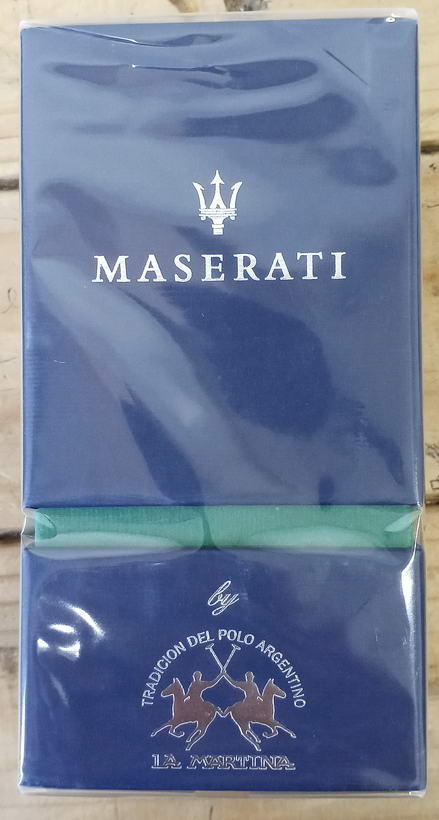 MASERATI
by
TRADICION DEL POLO ARGENTINO
LA MARTINA